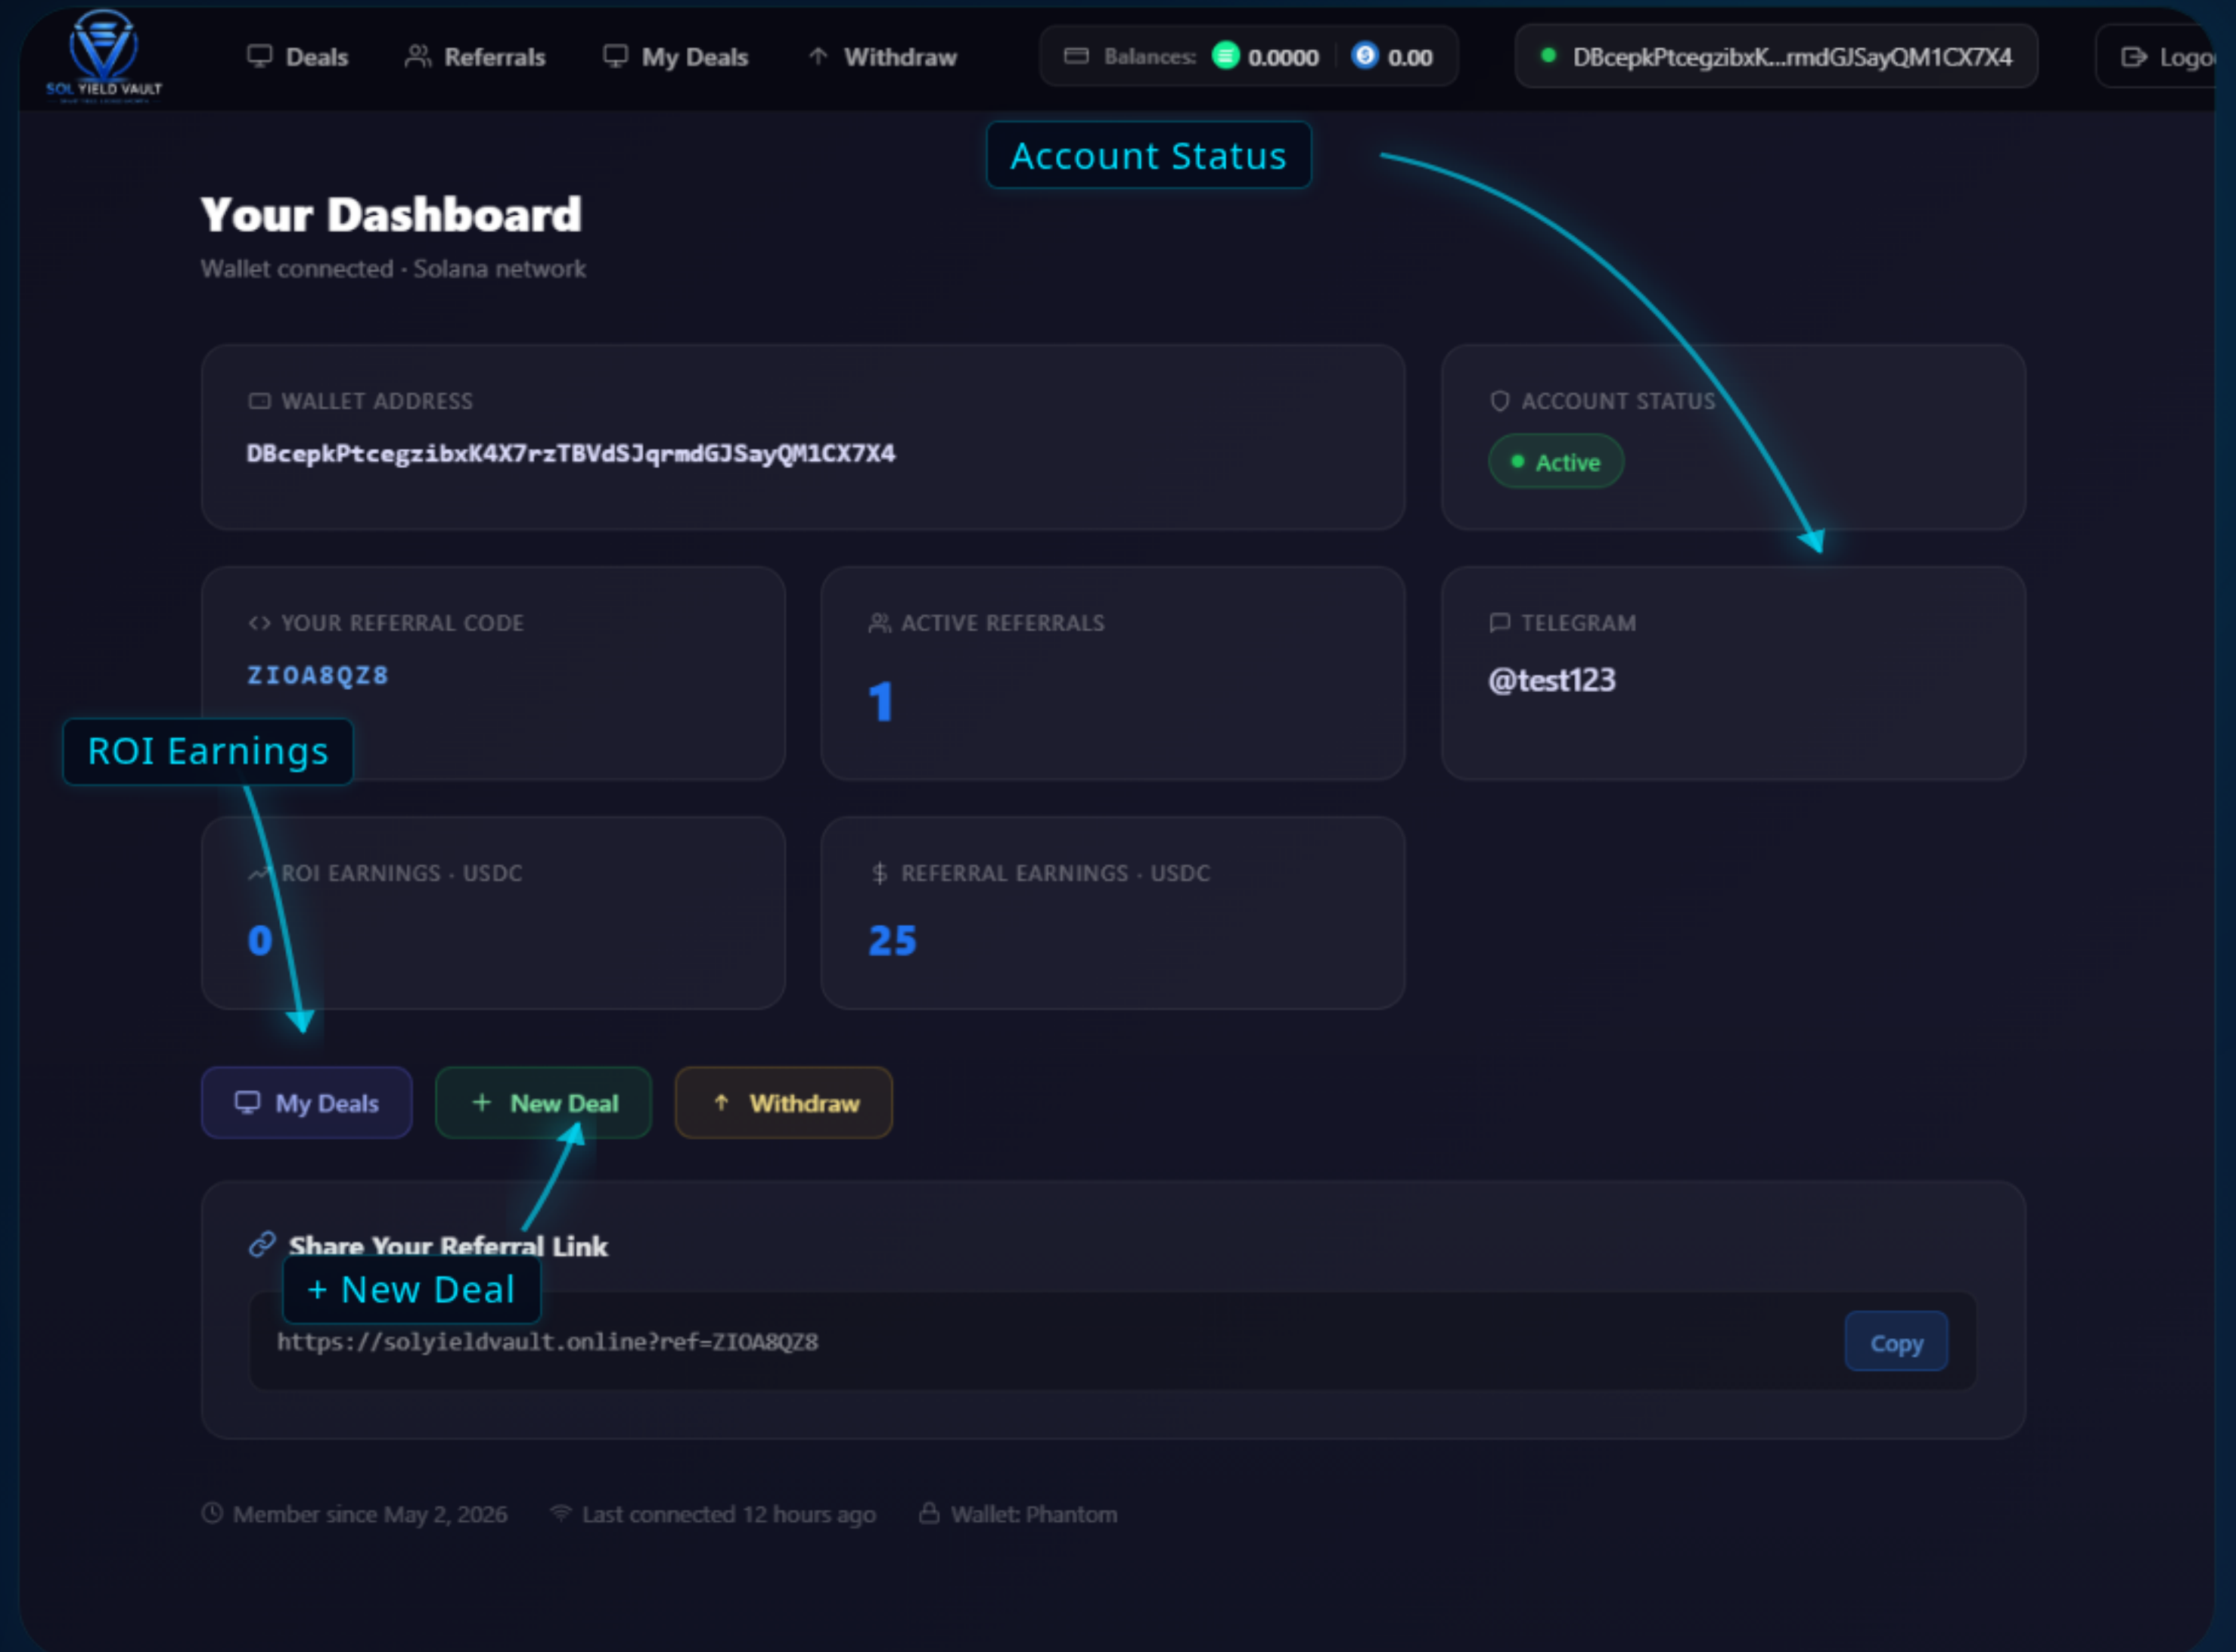 SOL YIELD VAULT
Deals
Referrals
My Deals
Withdraw
Balances: 0.0000 0.00
DBcepkPtcegzibxK...rmdGJSayQM1CX7X4
Account Status
Your Dashboard
Wallet connected · Solana network
WALLET ADDRESS
DBcepkPtcegzibxK4X7rzTBVdSJqrmdGJSayQM1CX7X4
ACCOUNT STATUS
Active
YOUR REFERRAL CODE
ZIOA8QZ8
ACTIVE REFERRALS
1
TELEGRAM
@test123
ROI Earnings
ROI EARNINGS · USDC
0
REFERRAL EARNINGS · USDC
25
My Deals
+ New Deal
Withdraw
Share Your Referral Link
+ New Deal
https://solyieldvault.online?ref=ZIOA8QZ8
Copy
Member since May 2, 2026
Last connected 12 hours ago
Wallet: Phantom